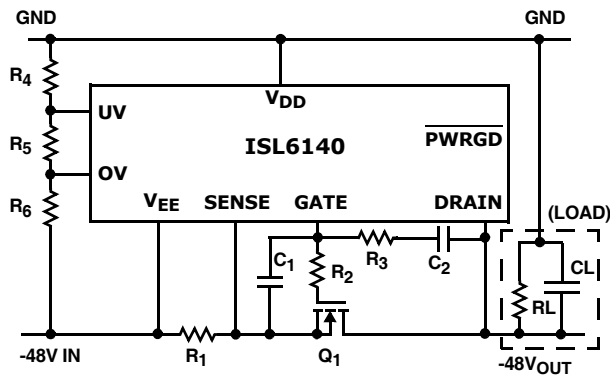 GND GND
R4
VDD
UV
R5 ISL6140 PWRGD
OV
R6 VEE SENSE GATE DRAIN
(LOAD)
C1 R2 R3 C2 CL
RL
-48V IN R1 Q1 -48VOUT